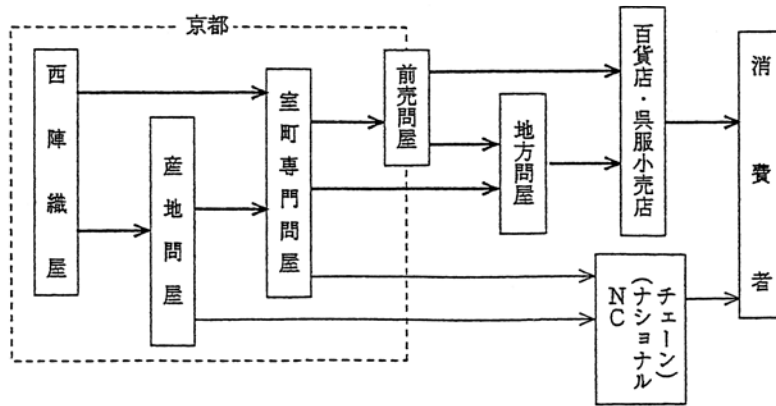 京都
西陣織屋
産地問屋
室町専門問屋
前売問屋
地方問屋
百貨店・呉服小売店
NC
(ナショナル
チェーン)
消費者